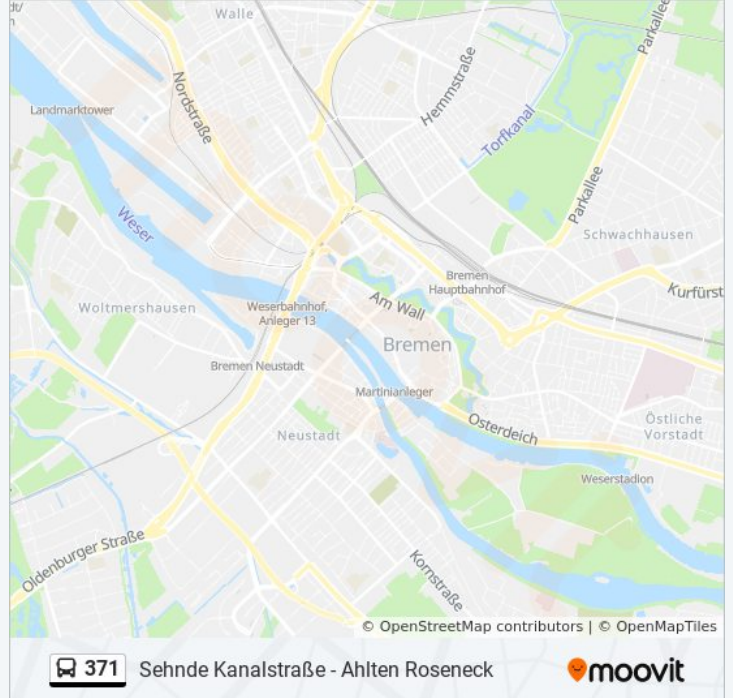 Walle
Parkallee
Nordstraße
Hemmstraße
Landmarktower
Torfkanal
Parkallee
Weser
Schwachhausen
Bremen
Hauptbahnhof
Kurfürst
Woltmershausen
Weserbahnhof,
Anleger 13
Am Wall
Bremen
Bremen Neustadt
Martinianleger
Neustadt
Osterdeich
Östliche
Vorstadt
Weserstadion
Oldenburger Straße
Kornstraße
© OpenStreetMap contributors | © OpenMapTiles
371 Sehnde Kanalstraße - Ahlten Roseneck
moovit